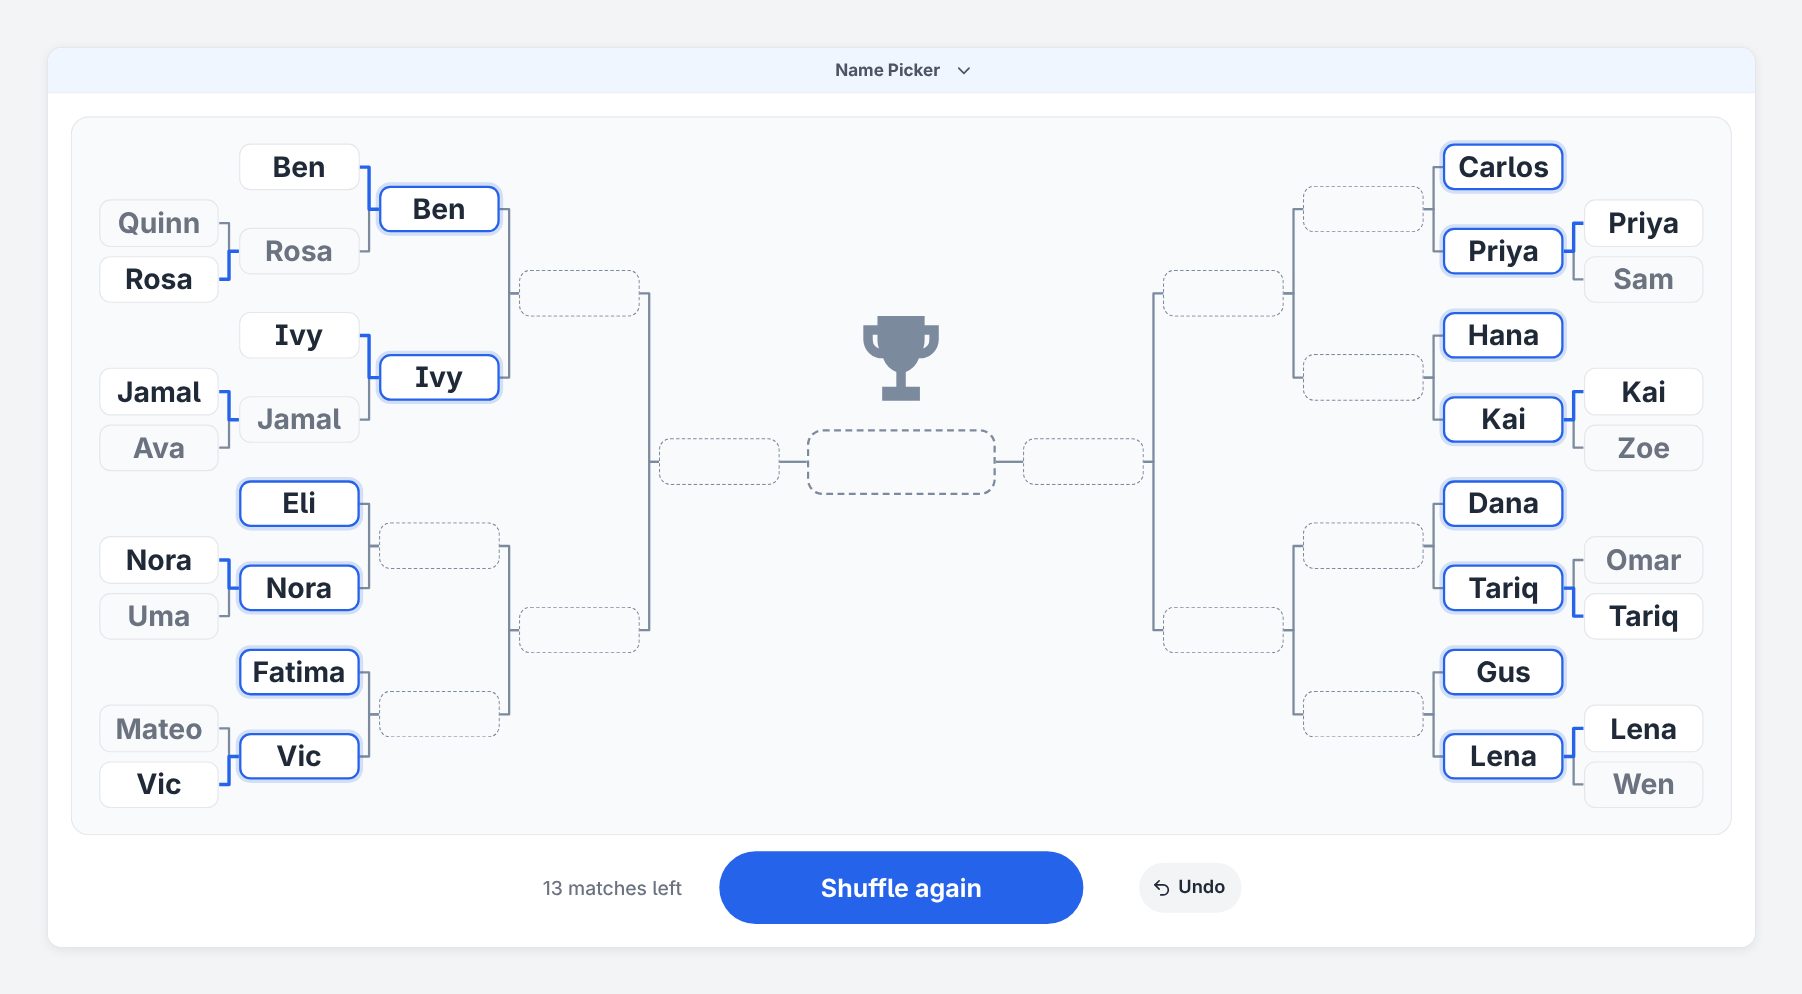 Name Picker
Ben
Quinn
Rosa
Rosa
Ben
Ivy
Jamal
Ava
Jamal
Ivy
Eli
Nora
Uma
Nora
Fatima
Mateo
Vic
Vic
Carlos
Priya
Priya
Sam
Hana
Kai
Kai
Zoe
Dana
Tariq
Omar
Tariq
Gus
Lena
Lena
Wen
13 matches left
Shuffle again
Undo